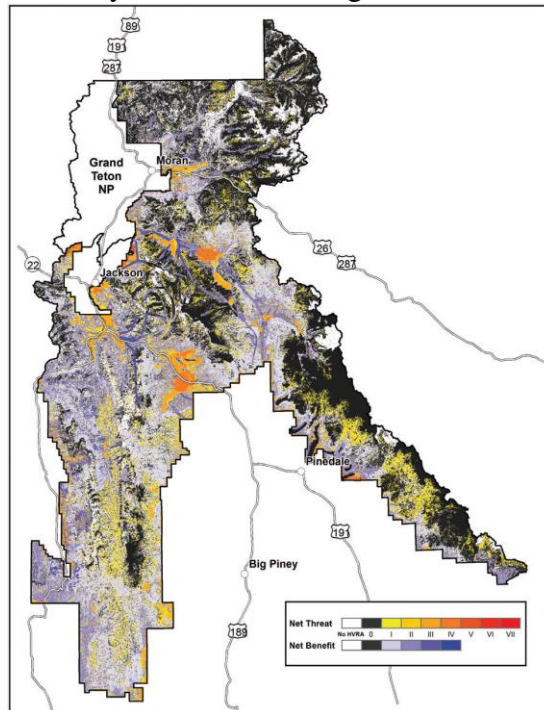 89
191
287
Moran
Grand
Teton
NP
26
287
22
Jackson
Pinedale
191
Big Piney
189
Net Threat
No HVRA 0 I II III IV V VI VII
Net Benefit